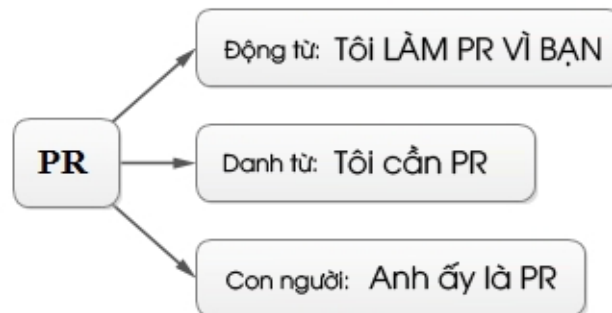 Động từ: Tôi LÀM PR VÌ BẠN
PR
Danh từ: Tôi cần PR
Con người: Anh ấy là PR